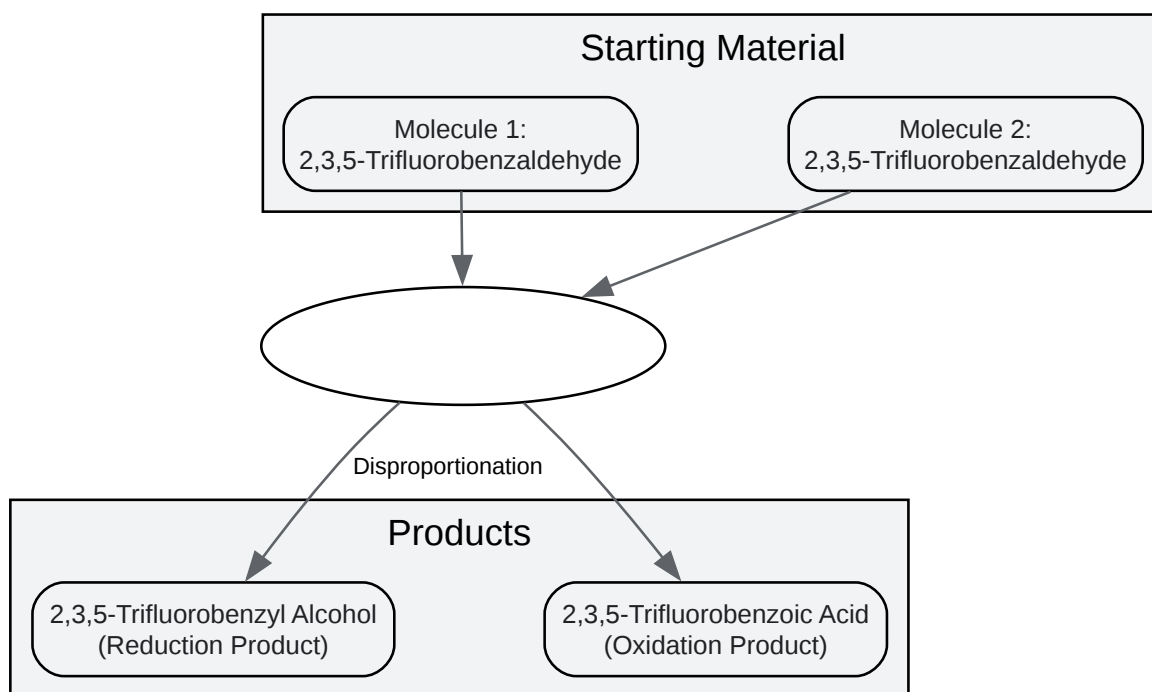 Starting Material
Molecule 1:
2,3,5-Trifluorobenzaldehyde
Molecule 2:
2,3,5-Trifluorobenzaldehyde
Disproportionation
Products
2,3,5-Trifluorobenzyl Alcohol
(Reduction Product)
2,3,5-Trifluorobenzoic Acid
(Oxidation Product)